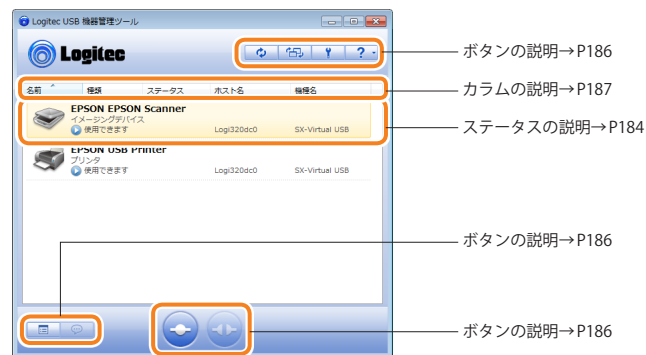 Logitec USB 機器管理ツール
Logitec
?
ボタンの説明→P186
名前 種類 ステータス ホスト名 機種名
カラムの説明→P187
EPSON EPSON Scanner
イメージングデバイス
使用できます Logi320dc0 SX-Virtual USB
ステータスの説明→P184
EPSON USB Printer
プリンタ
使用できます Logi320dc0 SX-Virtual USB
ボタンの説明→P186
ボタンの説明→P186